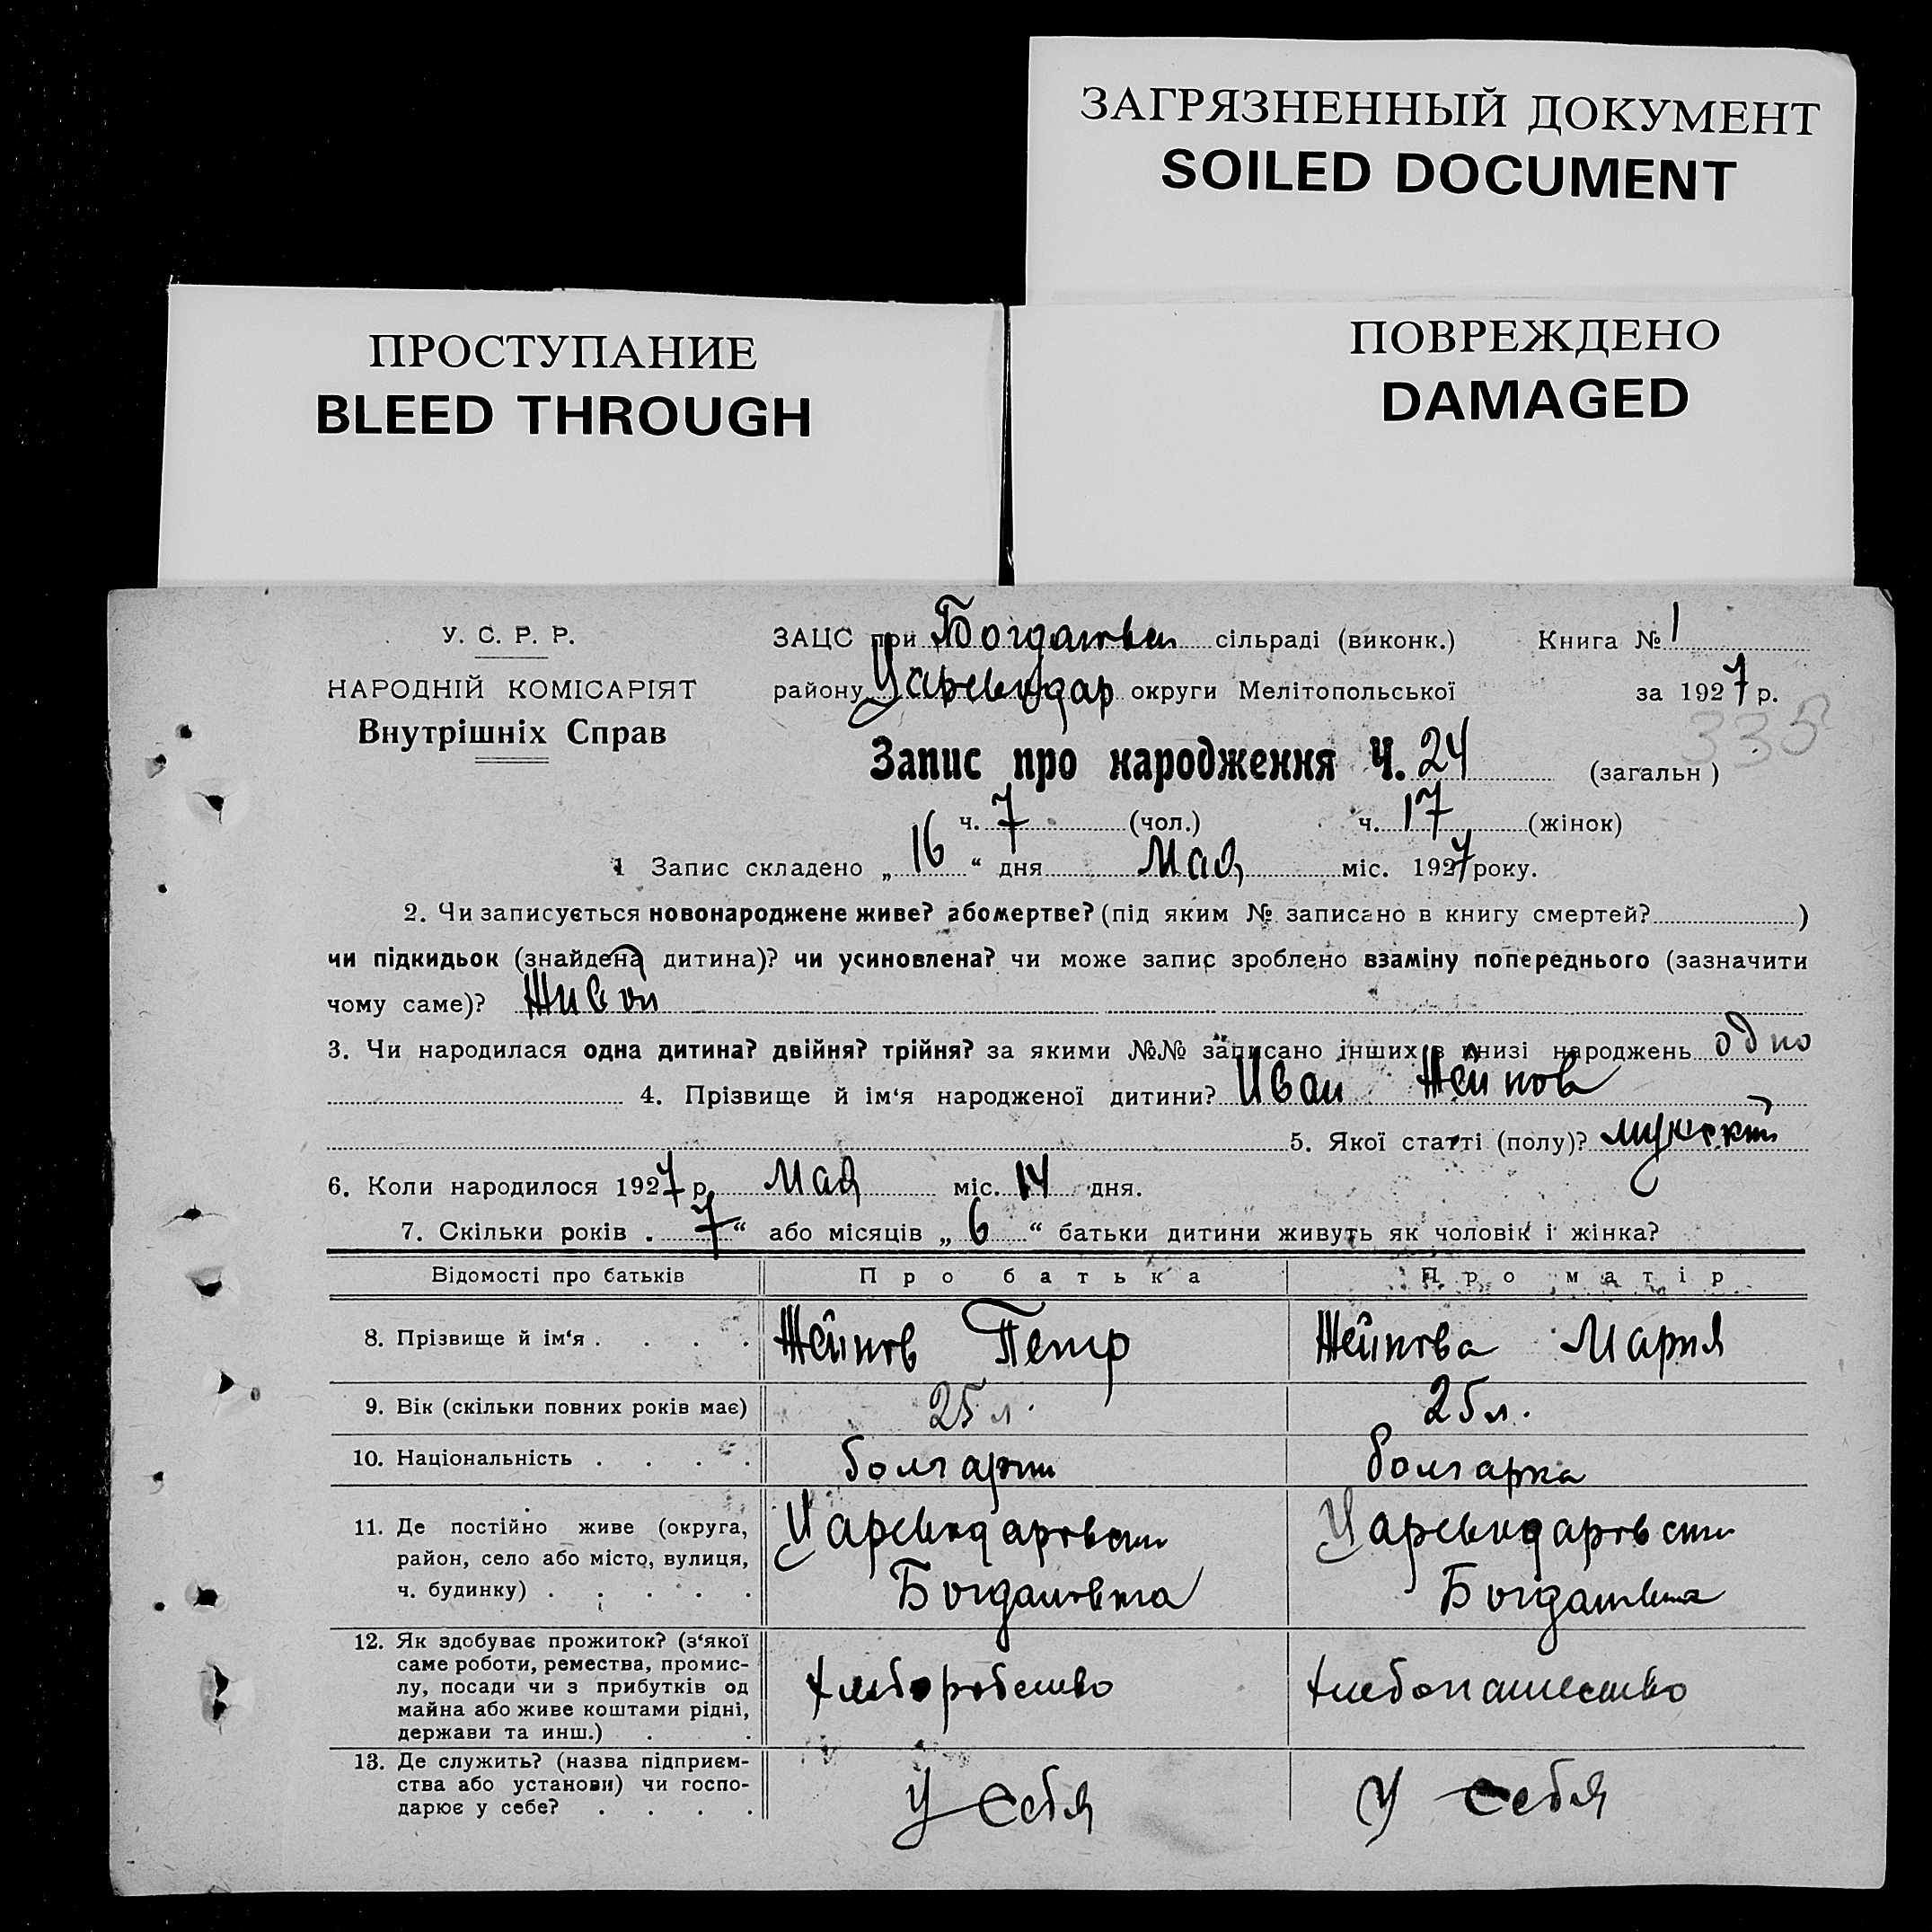 ЗАГРЯЗНЕННЫЙ ДОКУМЕНТ
SOILED DOCUMENT
ПРОСТУПАНИЕ
BLEED THROUGH
ПОВРЕЖДЕНО
DAMAGED
У. С. Р. Р.
НАРОДНІЙ КОМІСАРІЯТ
Внутрішніх Справ
ЗАЦС при сільраді (виконк.) Книга № 1
району Царевидар округи Мелітопольської за 1927 р.
335
Запис про народження Ч. 24 (загальн)
ч. 7 (чол.) ч. 17 (жінок)
1 Запис складено „16“ дня Мая міс. 1927 року.
2. Чи записується новонароджене живе? або мертве? (під яким № записано в книгу смертей? )
чи підкидьок (знайдена дитина)? чи усиновлена? чи може запис зроблено взаміну попереднього (зазначити
чому саме)? Живой
3. Чи народилася одна дитина? двійня? трійня? за якими №№ записано інших в книзі народжень одно
4. Прізвище й ім‘я народженої дитини? Иван Жейнов
5. Якої статті (полу)? мужской
6. Коли народилося 1927 р. Мая міс. 14 дня.
7. Скільки років „7“ або місяців „6“ батьки дитини живуть як чоловік і жінка?
Відомості про батьків Про батька Про матір
8. Прізвище й ім‘я . . . . Жейнов Петр Жейнова Мария
9. Вік (скільки повних років має) 25 л. 25 л.
10. Національність . . . . болгарин болгарка
11. Де постійно живе (округа,
район, село або місто, вулиця,
ч. будинку) . . . . .
Царевидаровский Царевидаровский
Богдановка Богдановка
12. Як здобуває прожиток? (з‘якої
саме роботи, ремества, промис-
лу, посади чи з прибутків од
майна або живе коштами рідні,
держави та инш.) . .
хлеборобство хлебопашество
13. Де служить? (назва підприєм-
ства або установи) чи госпо-
дарює у себе? . . . .
У себя У себя